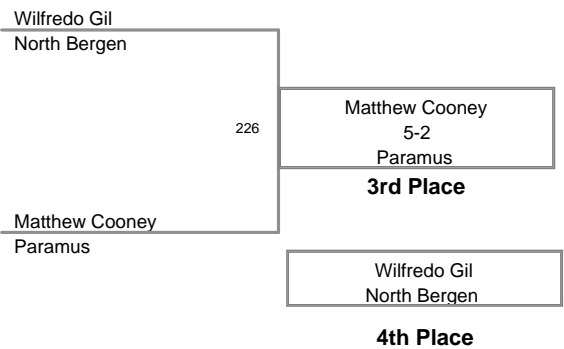 Wilfredo Gil
North Bergen
226
Matthew Cooney
5-2
Paramus
3rd Place
Matthew Cooney
Paramus
Wilfredo Gil
North Bergen
4th Place